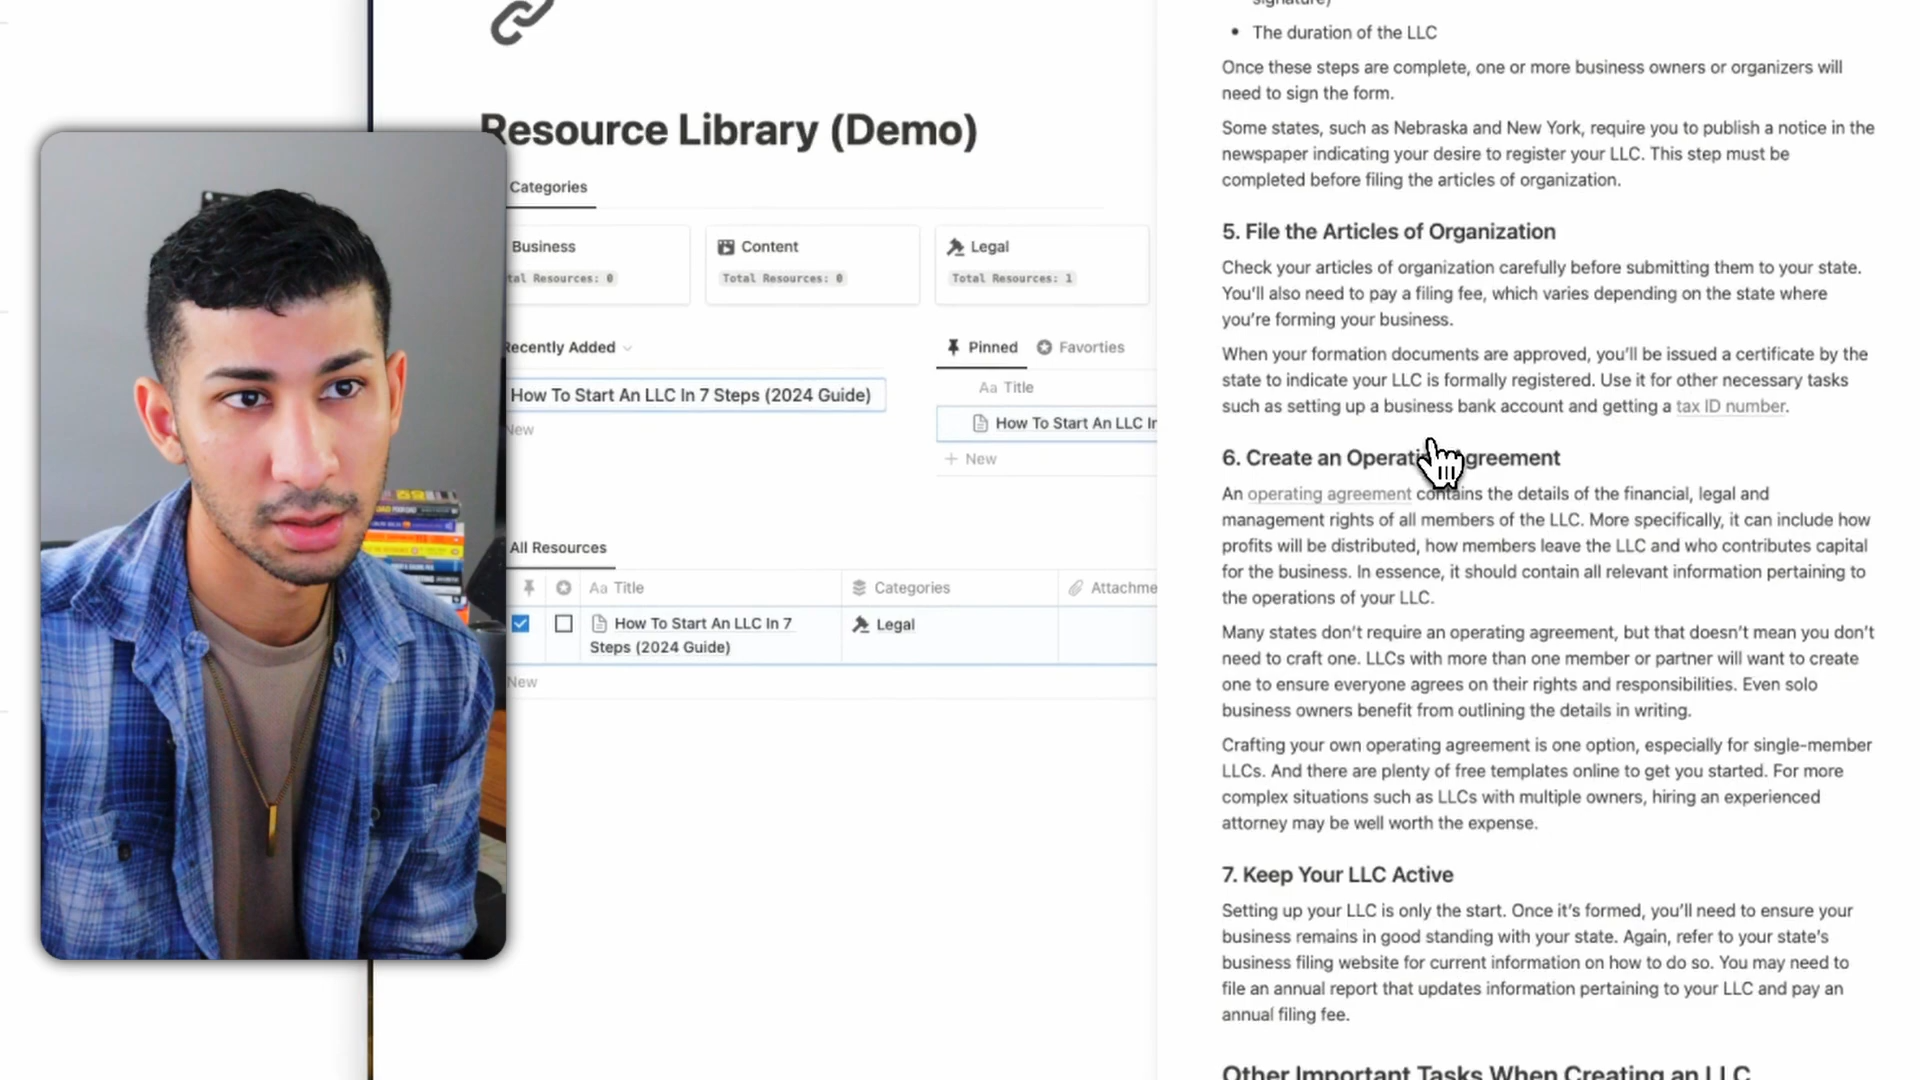 Resource Library (Demo)
Categories
Business
tal Resources: 0
Content
Total Resources: 0
Legal
Total Resources: 1
Recently Added
How To Start An LLC In 7 Steps (2024 Guide)
New
Pinned
Favorties
Aa Title
How To Start An LLC In
+ New
All Resources
Aa Title
Categories
Attachme
How To Start An LLC In 7
Steps (2024 Guide)
Legal
New
signature)
• The duration of the LLC
Once these steps are complete, one or more business owners or organizers will
need to sign the form.
Some states, such as Nebraska and New York, require you to publish a notice in the
newspaper indicating your desire to register your LLC. This step must be
completed before filing the articles of organization.
5. File the Articles of Organization
Check your articles of organization carefully before submitting them to your state.
You'll also need to pay a filing fee, which varies depending on the state where
you're forming your business.
When your formation documents are approved, you'll be issued a certificate by the
state to indicate your LLC is formally registered. Use it for other necessary tasks
such as setting up a business bank account and getting a tax ID number.
6. Create an Operating Agreement
An operating agreement contains the details of the financial, legal and
management rights of all members of the LLC. More specifically, it can include how
profits will be distributed, how members leave the LLC and who contributes capital
for the business. In essence, it should contain all relevant information pertaining to
the operations of your LLC.
Many states don't require an operating agreement, but that doesn't mean you don't
need to craft one. LLCs with more than one member or partner will want to create
one to ensure everyone agrees on their rights and responsibilities. Even solo
business owners benefit from outlining the details in writing.
Crafting your own operating agreement is one option, especially for single-member
LLCs. And there are plenty of free templates online to get you started. For more
complex situations such as LLCs with multiple owners, hiring an experienced
attorney may be well worth the expense.
7. Keep Your LLC Active
Setting up your LLC is only the start. Once it's formed, you'll need to ensure your
business remains in good standing with your state. Again, refer to your state's
business filing website for current information on how to do so. You may need to
file an annual report that updates information pertaining to your LLC and pay an
annual filing fee.
Other Important Tasks When Creating an LLC